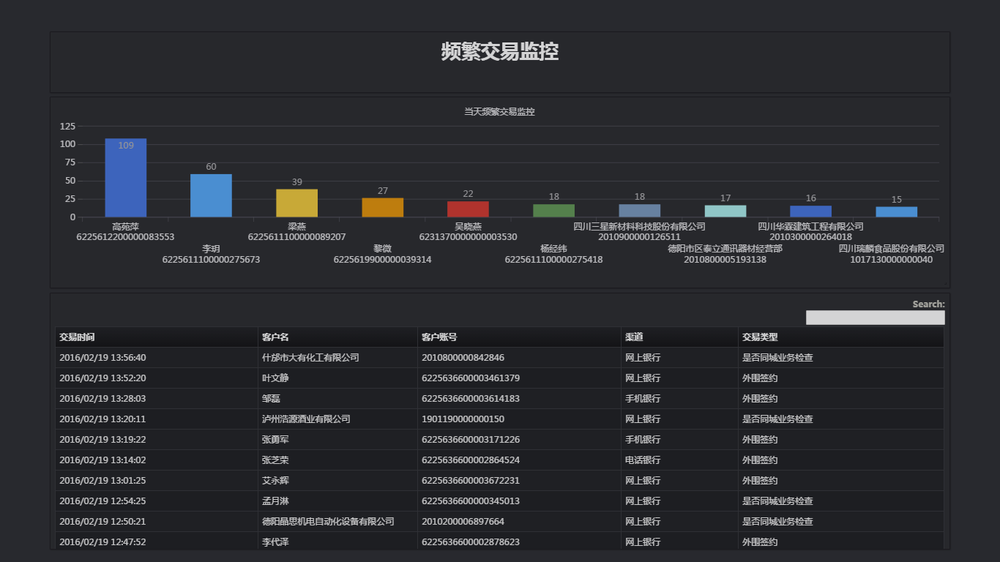 频繁交易监控
当天频繁交易监控
125
100
75
50
25
0
109
60
39
27
22
18
18
17
16
15
高苑萍
6225612200000083553
李玥
6225611100000275673
梁燕
6225611100000089207
黎微
6225619900000039314
吴晓燕
6231370000000003530
杨经纬
6225611100000275418
四川三星新材料科技股份有限公司
2010900000126511
德阳市区泰立通讯器材经营部
2010800005193138
四川华霖建筑工程有限公司
2010300000264018
四川瑞麟食品股份有限公司
1017130000000040
Search:
交易时间 客户名 客户账号 渠道 交易类型
2016/02/19 13:56:40 什邡市大有化工有限公司 2010800000842846 网上银行 是否同城业务检查
2016/02/19 13:52:20 叶文静 6225636600003461379 网上银行 外围签约
2016/02/19 13:28:03 邹磊 6225636600003614183 手机银行 外围签约
2016/02/19 13:20:11 泸州浩源酒业有限公司 1901190000000150 网上银行 是否同城业务检查
2016/02/19 13:19:22 张勇军 6225636600003171226 手机银行 外围签约
2016/02/19 13:14:02 张芝荣 6225636600002864524 电话银行 外围签约
2016/02/19 13:01:25 艾永辉 6225636600003672231 网上银行 外围签约
2016/02/19 12:54:25 孟月淋 6225636600000345013 网上银行 是否同城业务检查
2016/02/19 12:50:21 德阳晶思机电自动化设备有限公司 2010200006897664 网上银行 是否同城业务检查
2016/02/19 12:47:52 李代泽 6225636600002878623 网上银行 外围签约